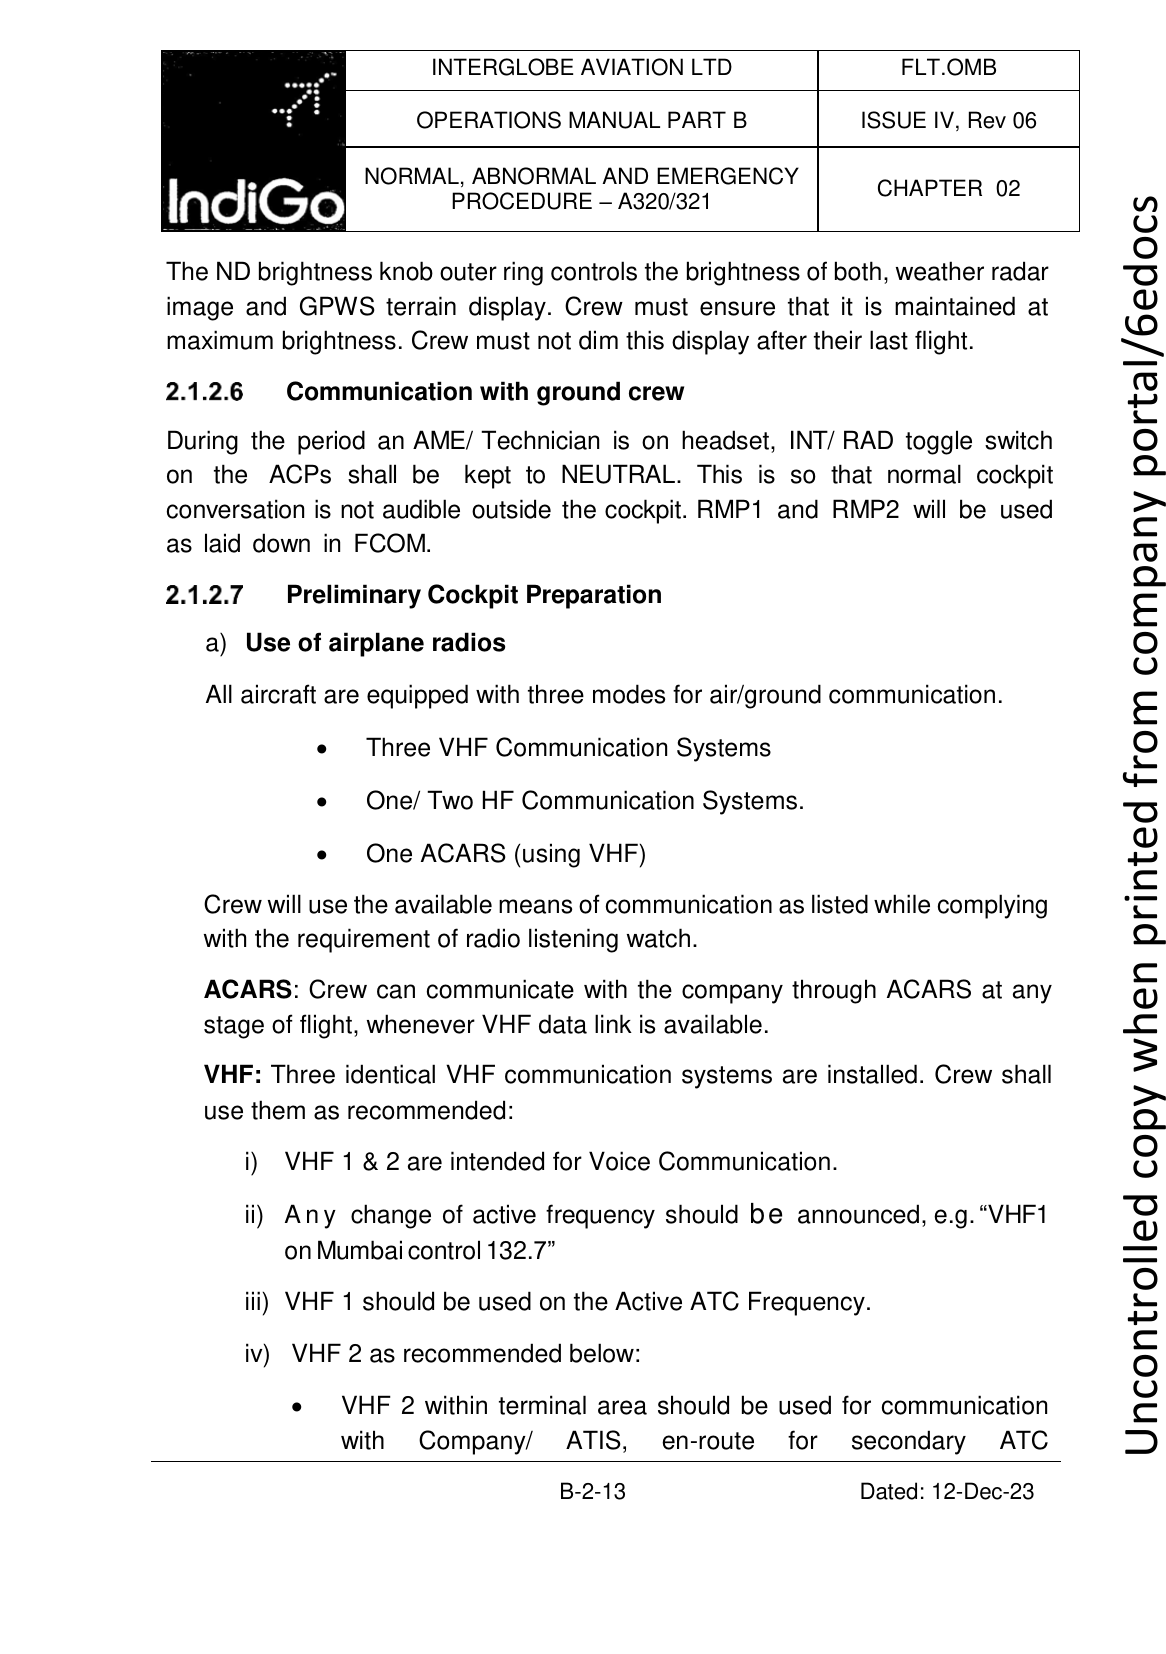 IndiGo
INTERGLOBE AVIATION LTD
FLT.OMB
OPERATIONS MANUAL PART B
ISSUE IV, Rev 06
NORMAL, ABNORMAL AND EMERGENCY
PROCEDURE – A320/321
CHAPTER 02
The ND brightness knob outer ring controls the brightness of both, weather radar
image and GPWS terrain display. Crew must ensure that it is maintained at
maximum brightness. Crew must not dim this display after their last flight.
2.1.2.6 Communication with ground crew
During the period an AME/ Technician is on headset, INT/ RAD toggle switch
on the ACPs shall be kept to NEUTRAL. This is so that normal cockpit
conversation is not audible outside the cockpit. RMP1 and RMP2 will be used
as laid down in FCOM.
2.1.2.7 Preliminary Cockpit Preparation
a) Use of airplane radios
All aircraft are equipped with three modes for air/ground communication.
• Three VHF Communication Systems
• One/ Two HF Communication Systems.
• One ACARS (using VHF)
Crew will use the available means of communication as listed while complying
with the requirement of radio listening watch.
ACARS: Crew can communicate with the company through ACARS at any
stage of flight, whenever VHF data link is available.
VHF: Three identical VHF communication systems are installed. Crew shall
use them as recommended:
i) VHF 1 & 2 are intended for Voice Communication.
ii) Any change of active frequency should be announced, e.g. “VHF1
on Mumbai control 132.7”
iii) VHF 1 should be used on the Active ATC Frequency.
iv) VHF 2 as recommended below:
• VHF 2 within terminal area should be used for communication
with Company/ ATIS, en-route for secondary ATC
B-2-13
Dated: 12-Dec-23
Uncontrolled copy when printed from company portal/6edocs